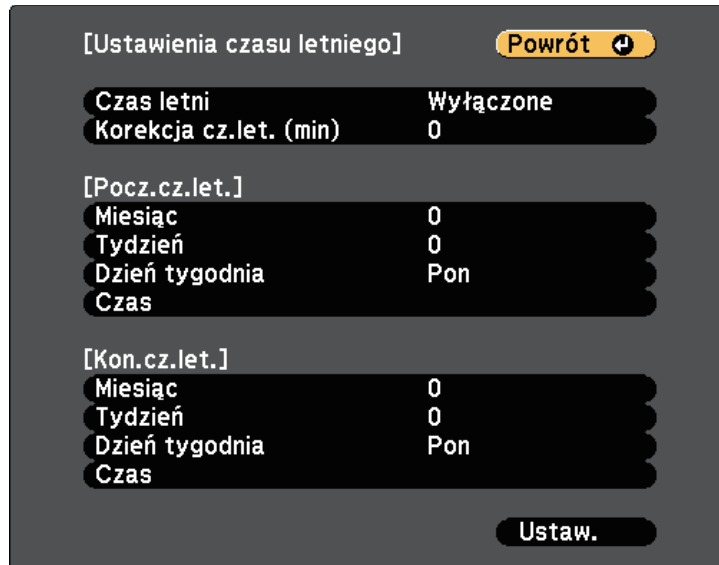 [Ustawienia czasu letniego] Powrót
Czas letni Wyłączone
Korekcja cz.let. (min) 0
[Pocz.cz.let.]
Miesiąc 0
Tydzień 0
Dzień tygodnia Pon
Czas
[Kon.cz.let.]
Miesiąc 0
Tydzień 0
Dzień tygodnia Pon
Czas
Ustaw.